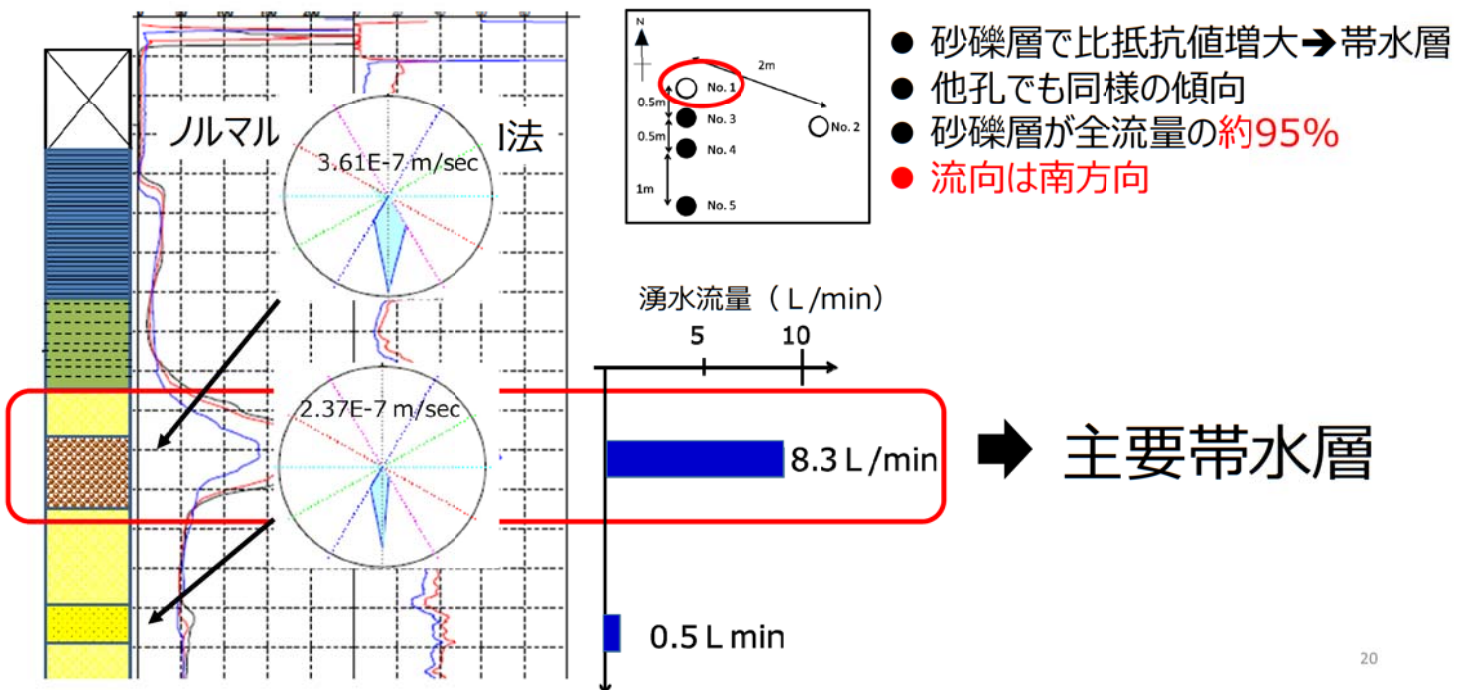 ノルマル
l法
3.61E-7 m/sec
2.37E-7 m/sec
N
2m
No. 1
0.5m
No. 3
No. 2
0.5m
No. 4
1m
No. 5
● 砂礫層で比抵抗値増大➔帯水層
● 他孔でも同様の傾向
● 砂礫層が全流量の約95%
● 流向は南方向
湧水流量（L/min）
5 10
8.3 L/min
主要帯水層
0.5 L min
20